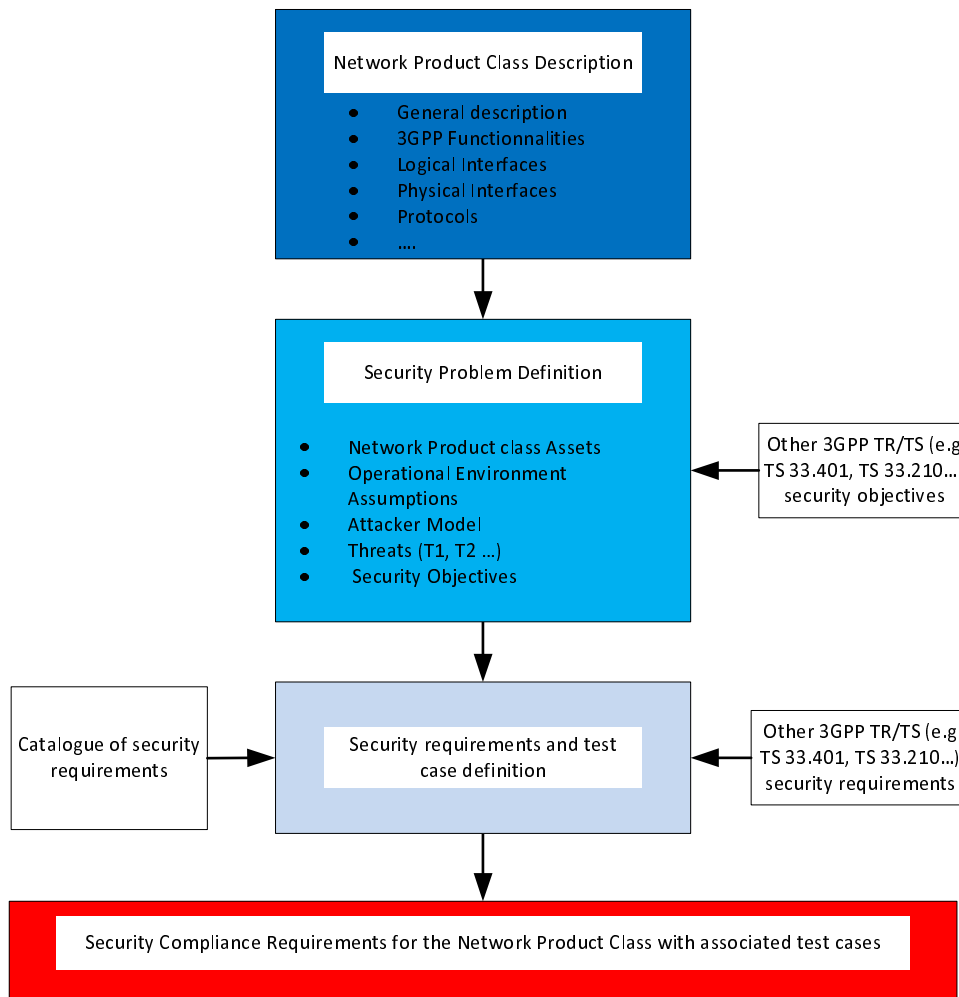 Network Product Class Description
● General description
● 3GPP Functionnalities
● Logical Interfaces
● Physical Interfaces
● Protocols
● ....
Security Problem Definition
● Network Product class Assets
● Operational Environment
Assumptions
● Attacker Model
● Threats (T1, T2 ...)
● Security Objectives
Other 3GPP TR/TS (e.g
TS 33.401, TS 33.210...
security objectives
Catalogue of security
requirements
Security requirements and test
case definition
Other 3GPP TR/TS (e.g
TS 33.401, TS 33.210...)
security requirements
Security Compliance Requirements for the Network Product Class with associated test cases